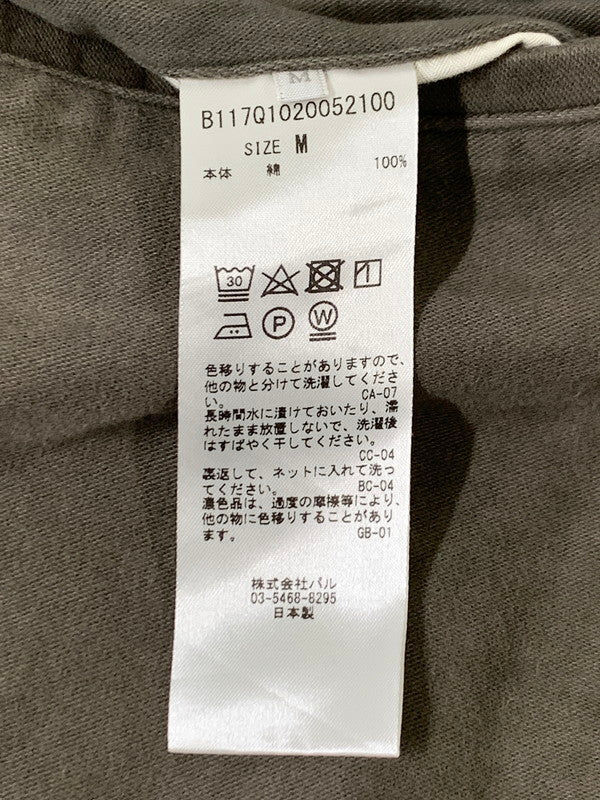 M
B117Q1020052100
SIZE M
本体 綿 100%
30
P W
色移りすることがありますので、
他の物と分けて洗濯してくださ
い。 CA-07
長時間水に漬けておいたり、濡
れたまま放置しないで、洗濯後
はすばやく干してください。
CC-04
裏返して、ネットに入れて洗っ
てください。 BC-04
濃色品は、過度の摩擦等により、
他の物に色移りすることがあり
ます。 GB-01
株式会社パル
03-5468-8295
日本製